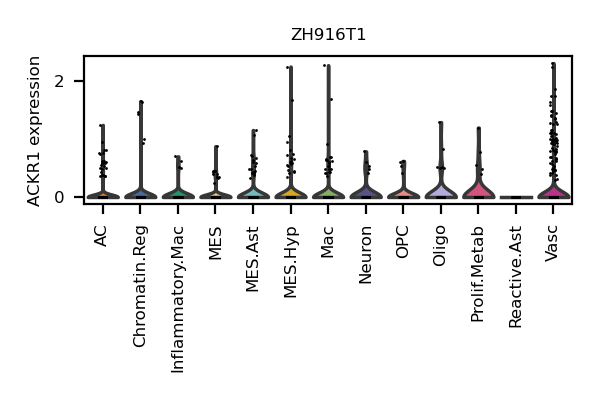 ZH916T1
ACKR1 expression
2
0
AC
Chromatin.Reg
Inflammatory.Mac
MES
MES.Ast
MES.Hyp
Mac
Neuron
OPC
Oligo
Prolif.Metab
Reactive.Ast
Vasc